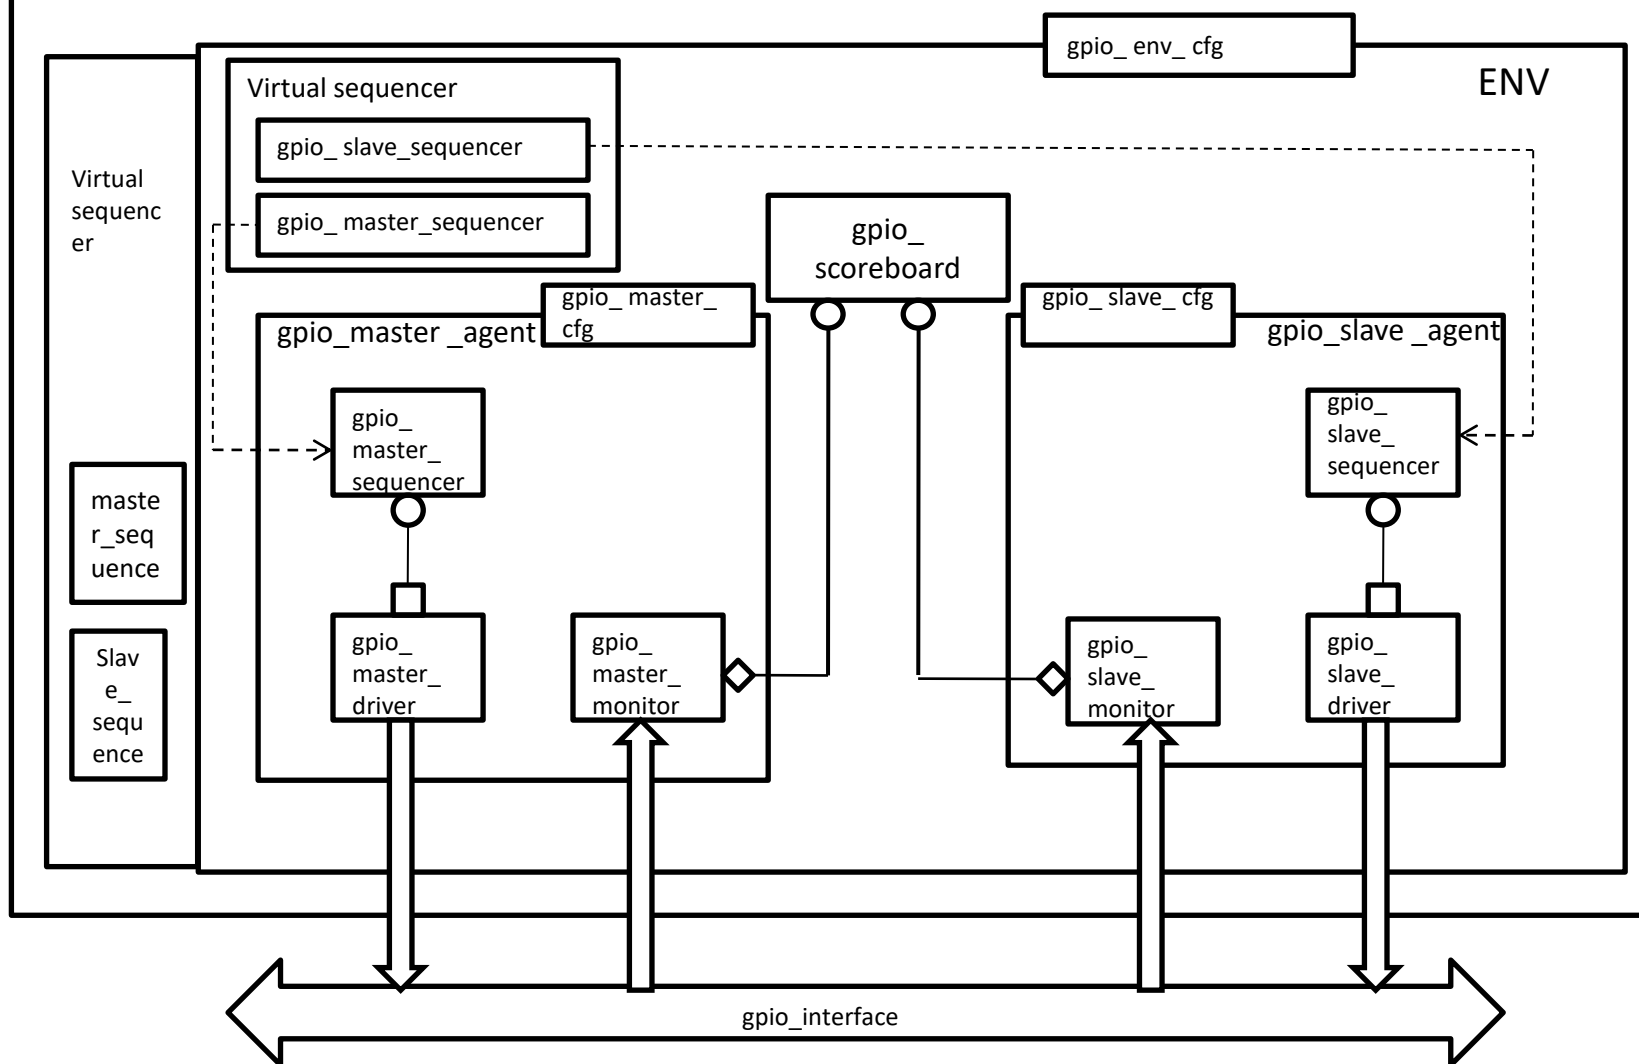 gpio_ env_ cfg
ENV
Virtual sequencer
gpio_ slave_sequencer
gpio_ master_sequencer
Virtual
sequenc
er
gpio_
scoreboard
gpio_ master_
cfg
gpio_ slave_ cfg
gpio_master _agent
gpio_slave _agent
gpio_
master_
sequencer
gpio_
slave_
sequencer
maste
r_seq
uence
Slav
e_
sequ
ence
gpio_
master_
driver
gpio_
master_
monitor
gpio_
slave_
monitor
gpio_
slave_
driver
gpio_interface